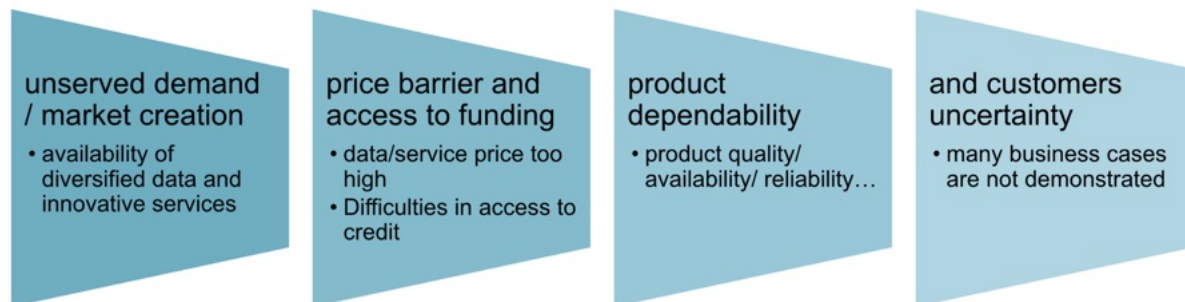 unserved demand
/ market creation
• availability of
diversified data and
innovative services
price barrier and
access to funding
• data/service price too
high
• Difficulties in access to
credit
product
dependability
• product quality/
availability/ reliability…
and customers
uncertainty
• many business cases
are not demonstrated